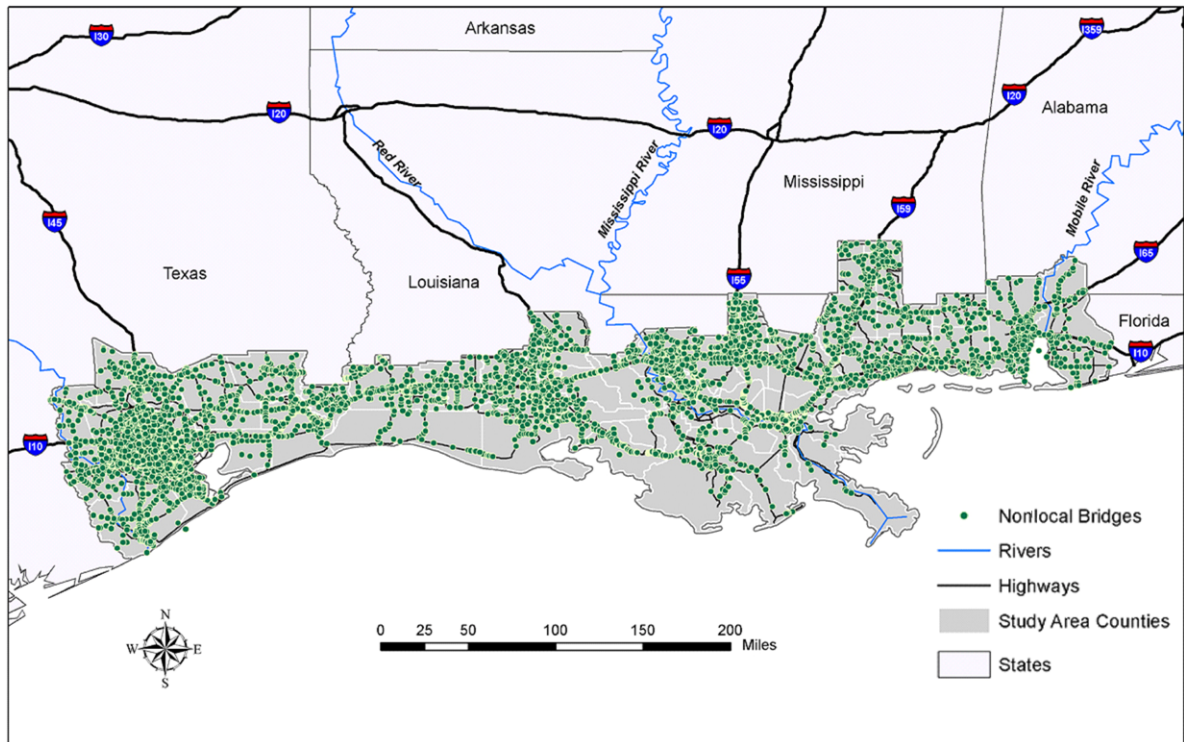 I30
Arkansas
I359
I20
I20
I20
Alabama
Red River
Mississippi River
Mississippi
Mobile River
I45
I59
I65
Texas
Louisiana
I55
Florida
I10
I10
Nonlocal Bridges
Rivers
Highways
Study Area Counties
States
N
W E
S
0 25 50 100 150 200
Miles